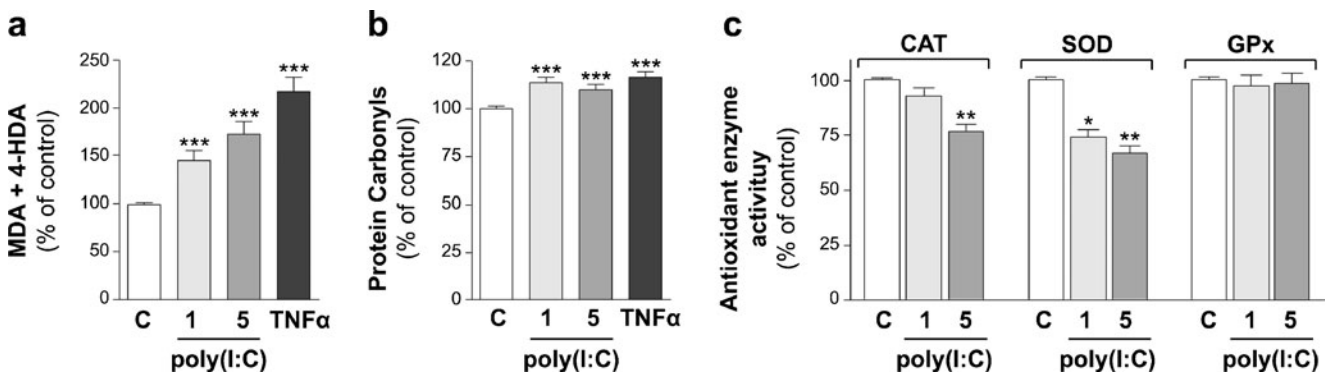 a
MDA + 4-HDA
(% of control)
250
200
150
100
50
0
***
***
***
C
1
5
TNFα
poly(I:C)
b
Protein Carbonyls
(% of control)
120
100
75
50
25
120
***
***
***
C
1
5
TNFα
poly(I:C)
c
Antioxidant enzyme
activituy
(% of control)
100
75
50
25
0
CAT
SOD
GPx
**
*
**
C
1
5
poly(I:C)
C
1
5
poly(I:C)
C
1
5
poly(I:C)